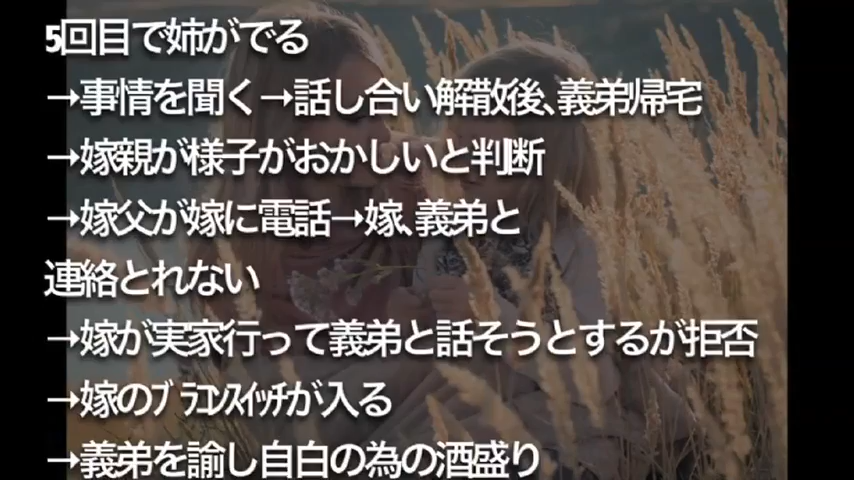 5回目で姉がでる
→事情を聞く→話し合い解散後、義弟帰宅
→嫁親が様子がおかしいと判断
→嫁父が嫁に電話→嫁、義弟と
連絡とれない
→嫁が実家行って義弟と話そうとするが拒否
→嫁のﾌﾞﾗｺﾝｽｲｯﾁが入る
→義弟を諭し自白の為の酒盛り